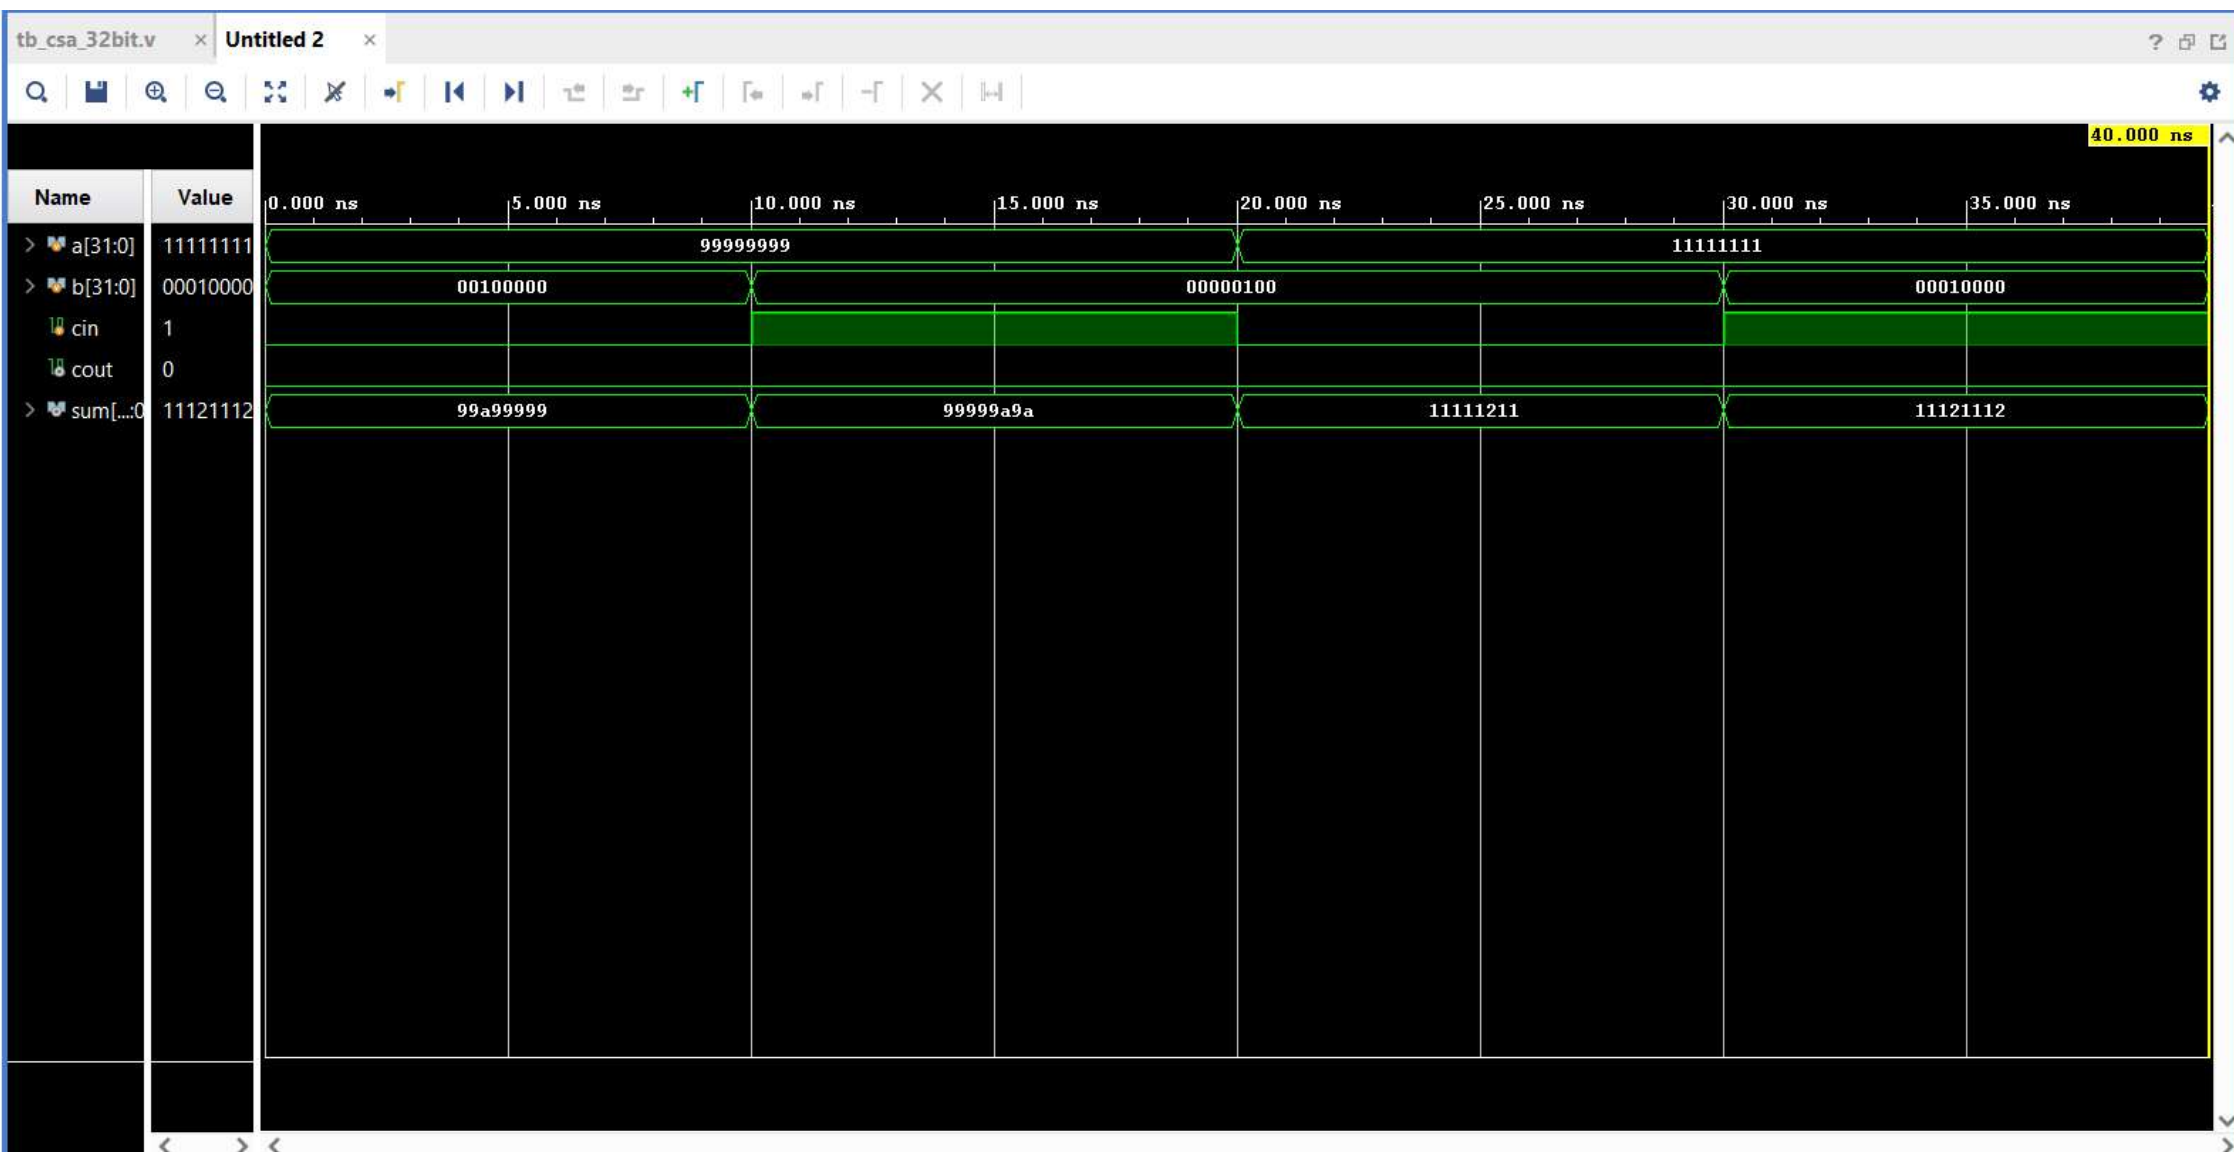 tb_csa_32bit.v × Untitled 2 ×
?
40.000 ns
Name Value 0.000 ns 5.000 ns 10.000 ns 15.000 ns 20.000 ns 25.000 ns 30.000 ns 35.000 ns
a[31:0] 11111111 99999999 11111111
b[31:0] 00010000 00100000 00000100 00010000
cin 1
cout 0
sum[...:0 11121112 99a99999 99999a9a 11111211 11121112